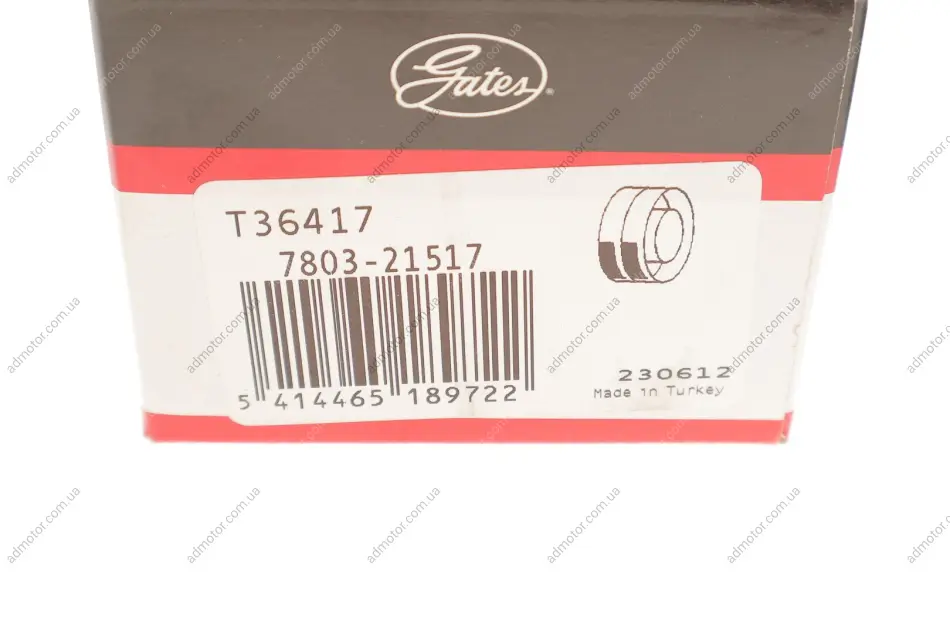 Gates®
T36417
7803-21517
5 414465 189722
230612
Made in Turkey
admotor.com.ua